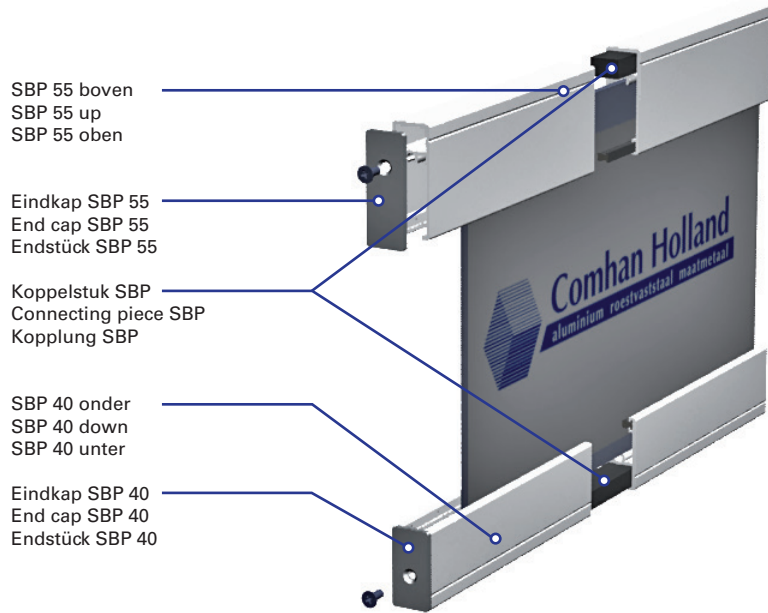 SBP 55 boven
SBP 55 up
SBP 55 oben
Eindkap SBP 55
End cap SBP 55
Endstück SBP 55
Koppelstuk SBP
Connecting piece SBP
Kopplung SBP
SBP 40 onder
SBP 40 down
SBP 40 unter
Eindkap SBP 40
End cap SBP 40
Endstück SBP 40
Comhan Holland
aluminium roestvaststaal maatmetaal